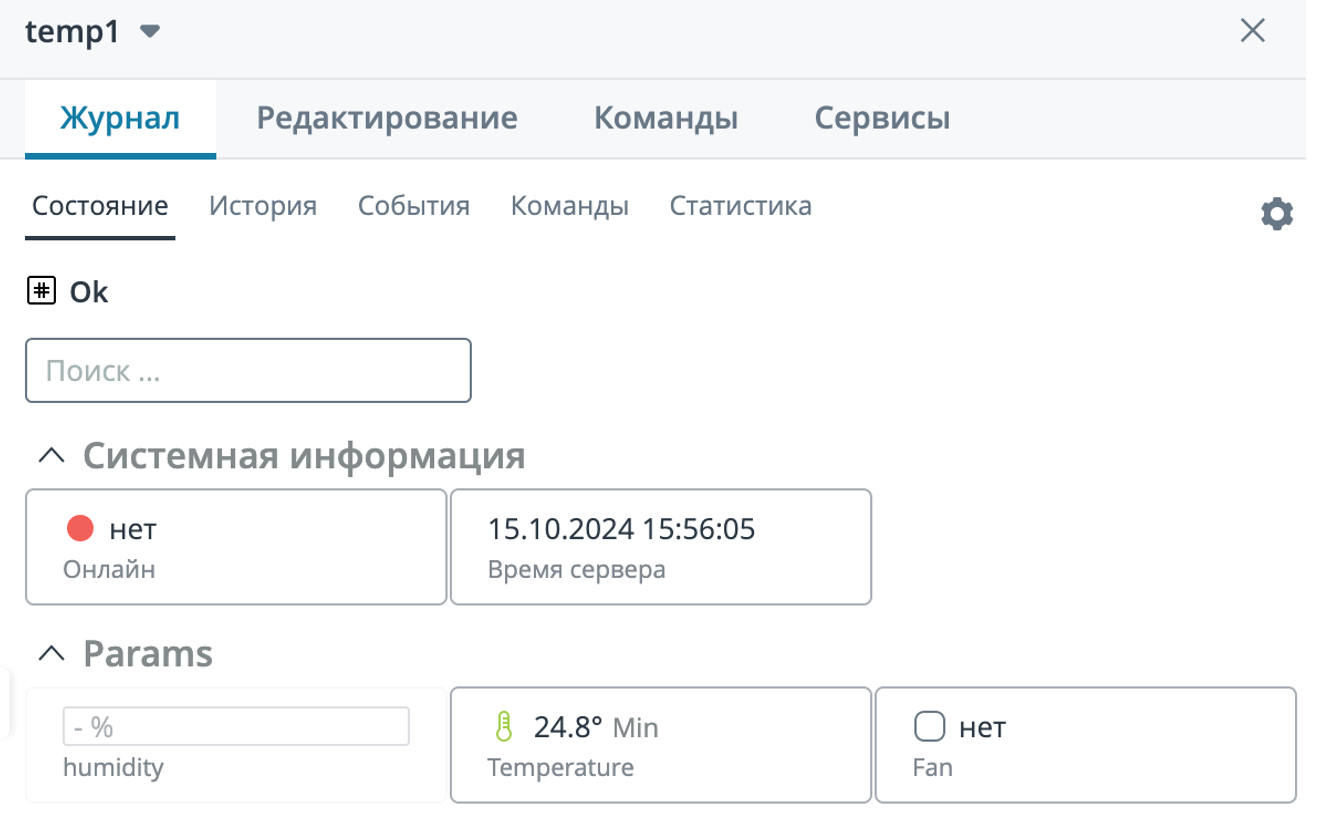 temp1
Журнал Редактирование Команды Сервисы
Состояние История События Команды Статистика
# Ok
Поиск ...
Системная информация
нет 15.10.2024 15:56:05
Онлайн Время сервера
Params
- % 24.8° Min нет
humidity Temperature Fan